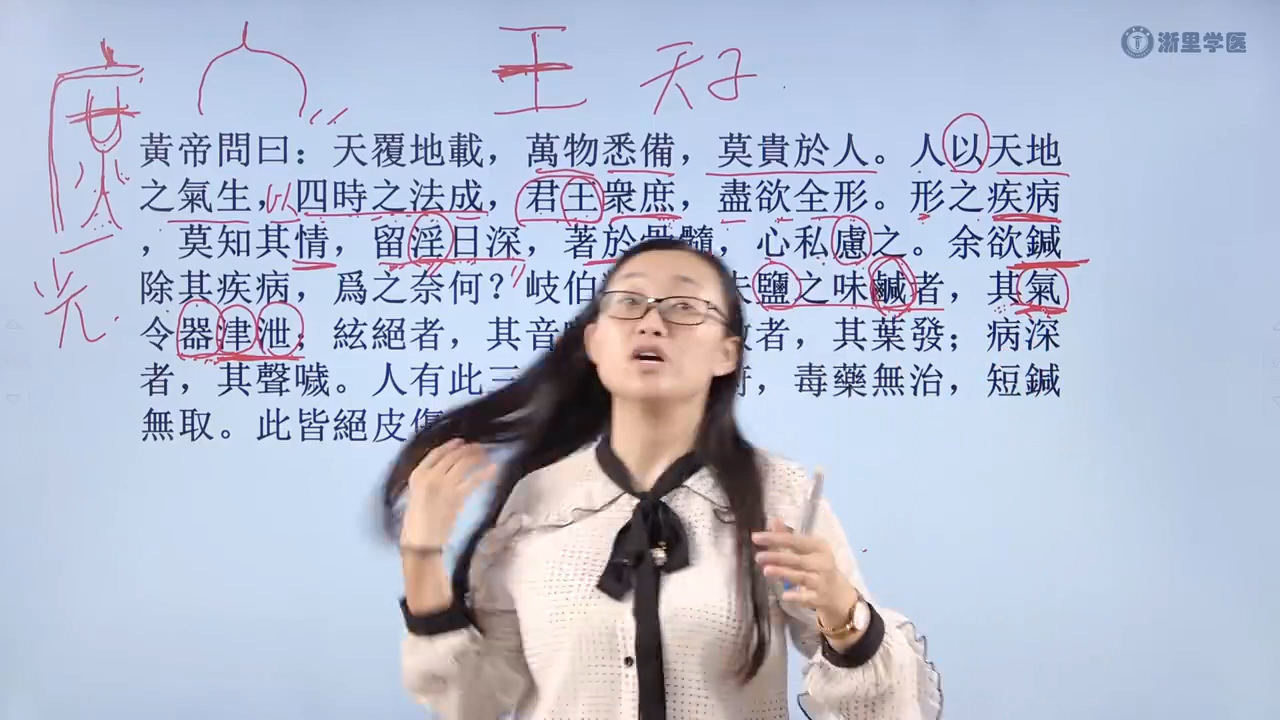 浙里学医
王 天子
黃帝問曰：天覆地載，萬物悉備，莫貴於人。人以天地
之氣生，以四時之法成，君王衆庶，盡欲全形。形之疾病
，莫知其情，留淫日深，著於骨髓，心私慮之。余欲鍼
除其疾病，爲之奈何？岐伯 鹽之味鹹者，其氣
令器津泄；絃絕者，其音 者，其葉發；病深
者，其聲噦。人有此三 毒藥無治，短鍼
無取。此皆絕皮傷
光